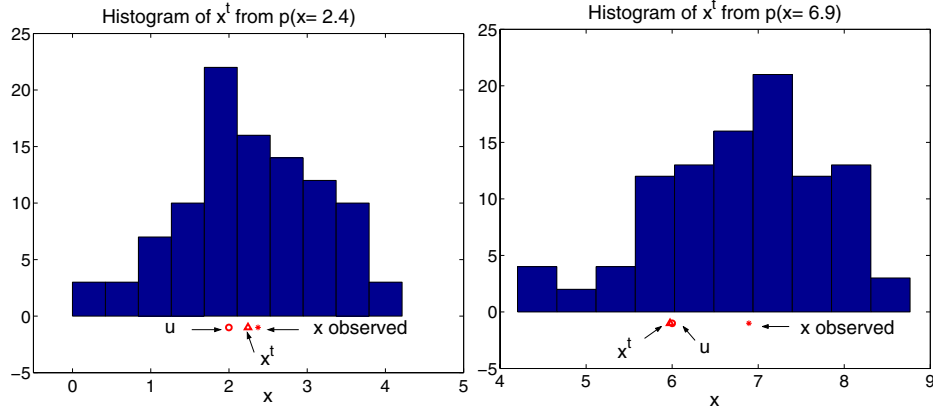 Histogram of x^t from p(x= 2.4)
25
20
15
10
5
0
−5
0 1 2 3 4 5
x
u
x^t
x observed
Histogram of x^t from p(x= 6.9)
25
20
15
10
5
0
−5
4 5 6 7 8 9
x
x^t
u
x observed